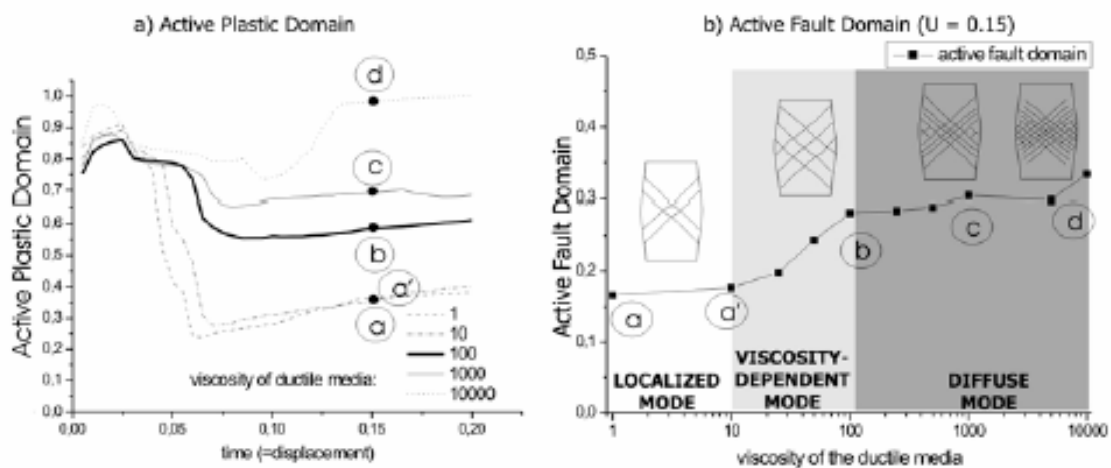 a) Active Plastic Domain
Active Plastic Domain
1,0
0,9
0,8
0,7
0,6
0,5
0,4
0,3
0,2
0,1
0,0
d
c
b
a'
a
1
10
100
1000
10000
viscosity of ductile media:
0,00
0,05
0,10
0,15
0,20
time (=displacement)
b) Active Fault Domain (U = 0.15)
active fault domain
Active Fault Domain
0,5
0,4
0,3
0,2
0,1
0,0
a
a'
b
c
d
LOCALIZED
MODE
VISCOSITY-
DEPENDENT
MODE
DIFFUSE
MODE
1
10
100
1000
10000
viscosity of the ductile media